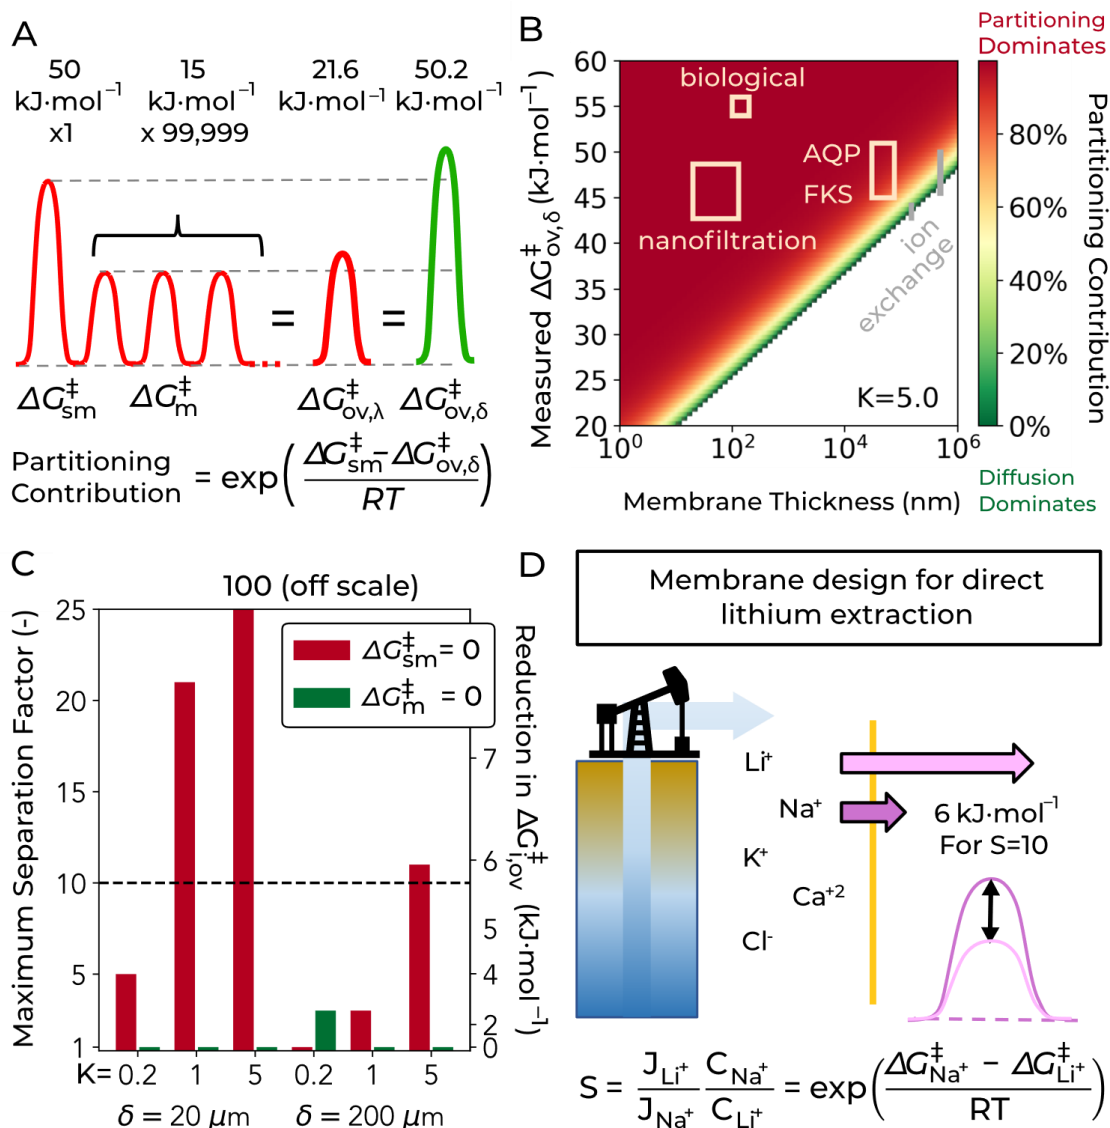 A
50
kJ·mol⁻¹
x1
15
kJ·mol⁻¹
x 99,999
21.6
kJ·mol⁻¹
50.2
kJ·mol⁻¹
=
=
ΔG‡sm
ΔG‡m
ΔG‡ov,λ
ΔG‡ov,δ
Partitioning
Contribution = exp((ΔG‡sm − ΔG‡ov,δ)/RT)
B
Partitioning
Dominates
Measured ΔG‡ov,δ (kJ·mol⁻¹)
60
55
50
45
40
35
30
25
20
biological
AQP
FKS
nanofiltration
ion
exchange
K=5.0
10⁰
10²
10⁴
10⁶
Membrane Thickness (nm)
80%
60%
40%
20%
0%
Partitioning Contribution
Diffusion
Dominates
C
100 (off scale)
Maximum Separation Factor (-)
25
20
15
10
5
1
ΔG‡sm = 0
ΔG‡m = 0
Reduction in ΔG‡i,ov (kJ·mol⁻¹)
7
6
5
4
2
0
K= 0.2 1 5 0.2 1 5
δ = 20 μm δ = 200 μm
D
Membrane design for direct
lithium extraction
Li⁺
Na⁺
K⁺
Ca⁺²
Cl⁻
6 kJ·mol⁻¹
For S=10
S = (J Li⁺/J Na⁺) (C Na⁺/C Li⁺) = exp((ΔG‡Na⁺ − ΔG‡Li⁺)/RT)